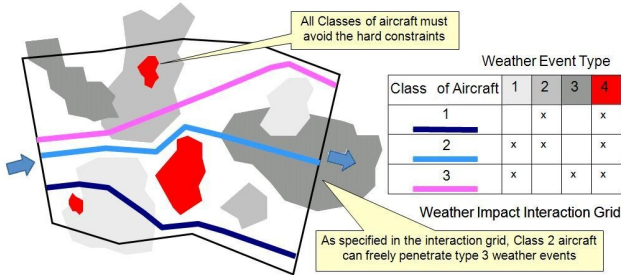 All Classes of aircraft must
avoid the hard constraints
Weather Event Type
Class of Aircraft 1 2 3 4
1 x x
2 x x x
3 x x x
Weather Impact Interaction Grid
As specified in the interaction grid, Class 2 aircraft
can freely penetrate type 3 weather events